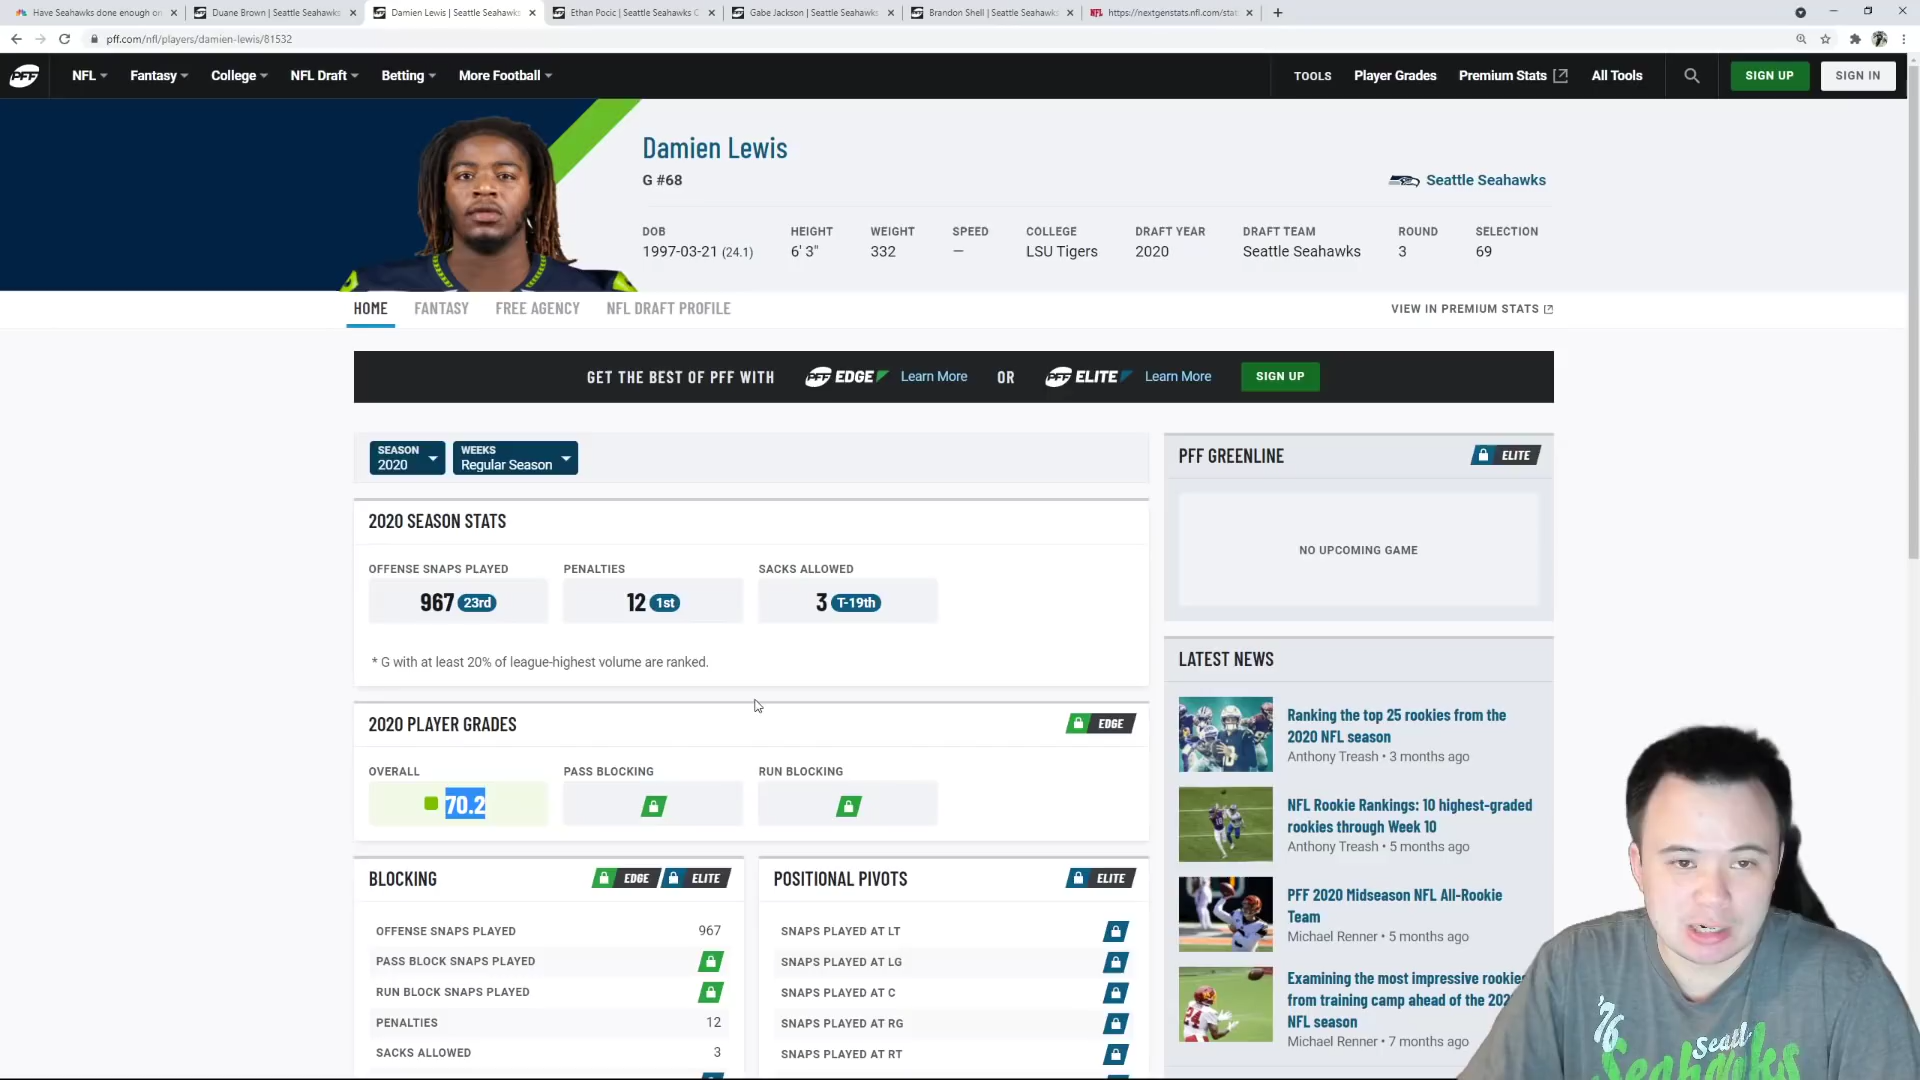 Have Seahawks done enough on
Duane Brown | Seattle Seahawks
Damien Lewis | Seattle Seahawks
Ethan Pocic | Seattle Seahawks C
Gabe Jackson | Seattle Seahawks
Brandon Shell | Seattle Seahawks
https://nextgenstats.nfl.com/stat
pff.com/nfl/players/damien-lewis/81532
PFF NFL Fantasy College NFL Draft Betting More Football TOOLS Player Grades Premium Stats All Tools SIGN UP SIGN IN
Damien Lewis
G #68
Seattle Seahawks
DOB HEIGHT WEIGHT SPEED COLLEGE DRAFT YEAR DRAFT TEAM ROUND SELECTION
1997-03-21 (24.1) 6' 3" 332 — LSU Tigers 2020 Seattle Seahawks 3 69
HOME FANTASY FREE AGENCY NFL DRAFT PROFILE VIEW IN PREMIUM STATS
GET THE BEST OF PFF WITH PFF EDGE Learn More OR PFF ELITE Learn More SIGN UP
SEASON
2020
WEEKS
Regular Season
2020 SEASON STATS
OFFENSE SNAPS PLAYED PENALTIES SACKS ALLOWED
967 23rd 12 1st 3 T-19th
* G with at least 20% of league-highest volume are ranked.
2020 PLAYER GRADES EDGE
OVERALL PASS BLOCKING RUN BLOCKING
70.2
BLOCKING EDGE ELITE
OFFENSE SNAPS PLAYED 967
PASS BLOCK SNAPS PLAYED
RUN BLOCK SNAPS PLAYED
PENALTIES 12
SACKS ALLOWED 3
POSITIONAL PIVOTS ELITE
SNAPS PLAYED AT LT
SNAPS PLAYED AT LG
SNAPS PLAYED AT C
SNAPS PLAYED AT RG
SNAPS PLAYED AT RT
PFF GREENLINE ELITE
NO UPCOMING GAME
LATEST NEWS
Ranking the top 25 rookies from the
2020 NFL season
Anthony Treash • 3 months ago
NFL Rookie Rankings: 10 highest-graded
rookies through Week 10
Anthony Treash • 5 months ago
PFF 2020 Midseason NFL All-Rookie
Team
Michael Renner • 5 months ago
Examining the most impressive rookies
from training camp ahead of the 202
NFL season
Michael Renner • 7 months ago
'76
Seattl
Seahawks